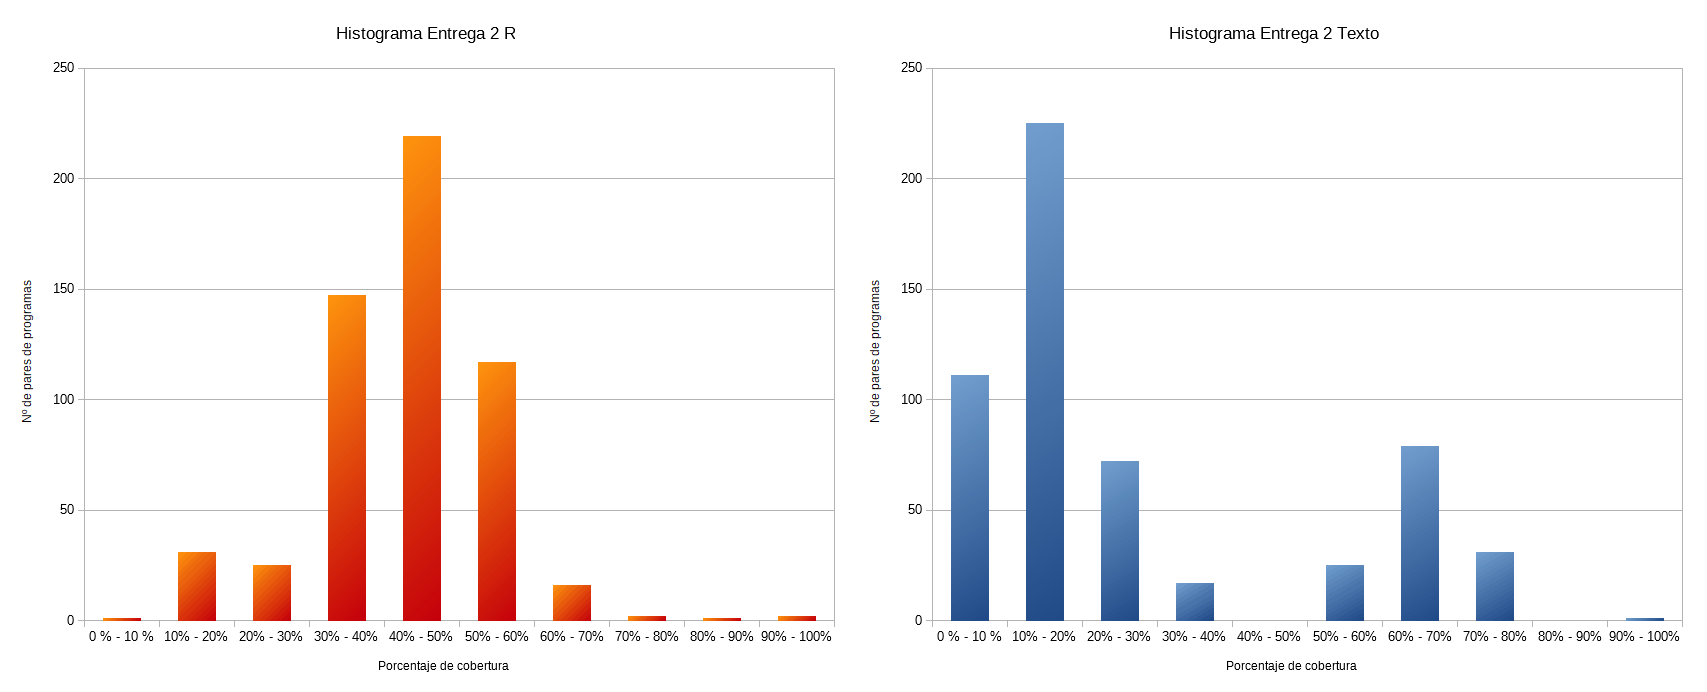 Histograma Entrega 2 R
250
200
150
100
50
0
Nº de pares de programas
0 % - 10 % 10% - 20% 20% - 30% 30% - 40% 40% - 50% 50% - 60% 60% - 70% 70% - 80% 80% - 90% 90% - 100%
Porcentaje de cobertura
Histograma Entrega 2 Texto
250
200
150
100
50
0
Nº de pares de programas
0 % - 10 % 10% - 20% 20% - 30% 30% - 40% 40% - 50% 50% - 60% 60% - 70% 70% - 80% 80% - 90% 90% - 100%
Porcentaje de cobertura